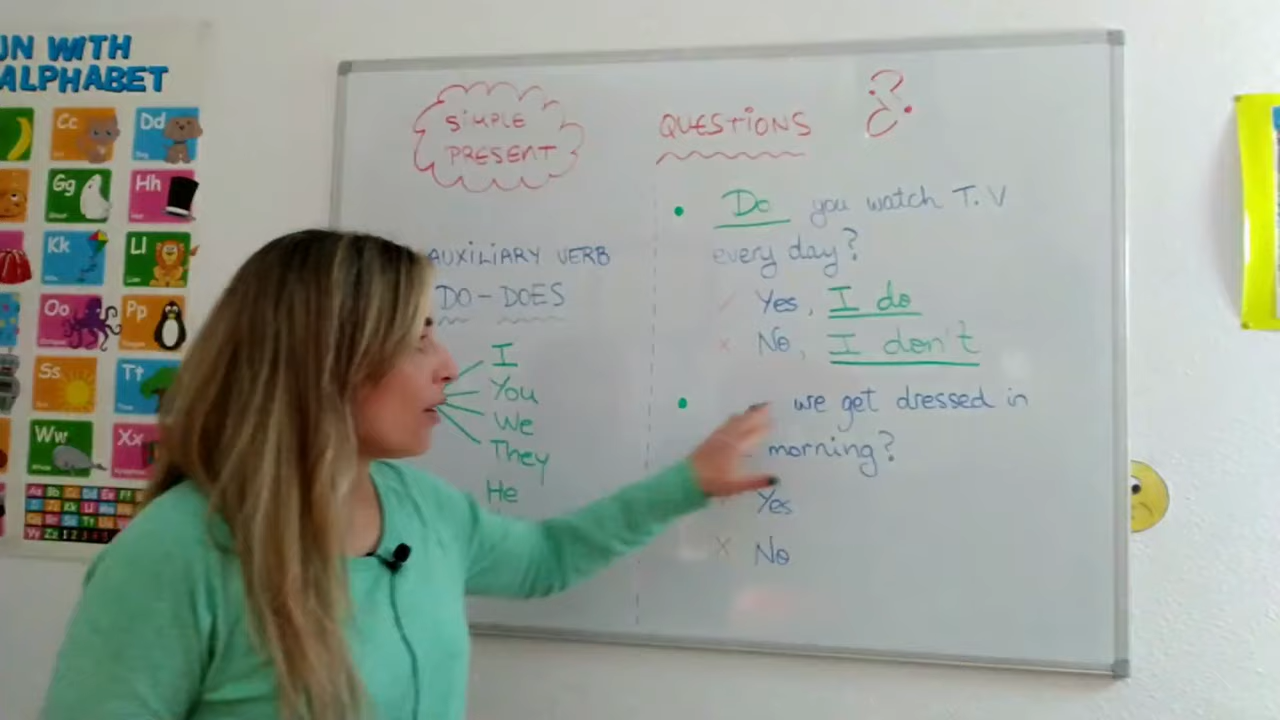 UN WITH
ALPHABET
Cc
Dd
Gg
Hh
Kk
Ll
Oo
Pp
Ss
Tt
Ww
Xx
SIMPLE
PRESENT
AUXILIARY VERB
DO - DOES
I
You
We
They
He
QUESTIONS ?
Do you watch T.V
every day?
Yes, I do
No, I don't
we get dressed in
morning?
Yes
X No